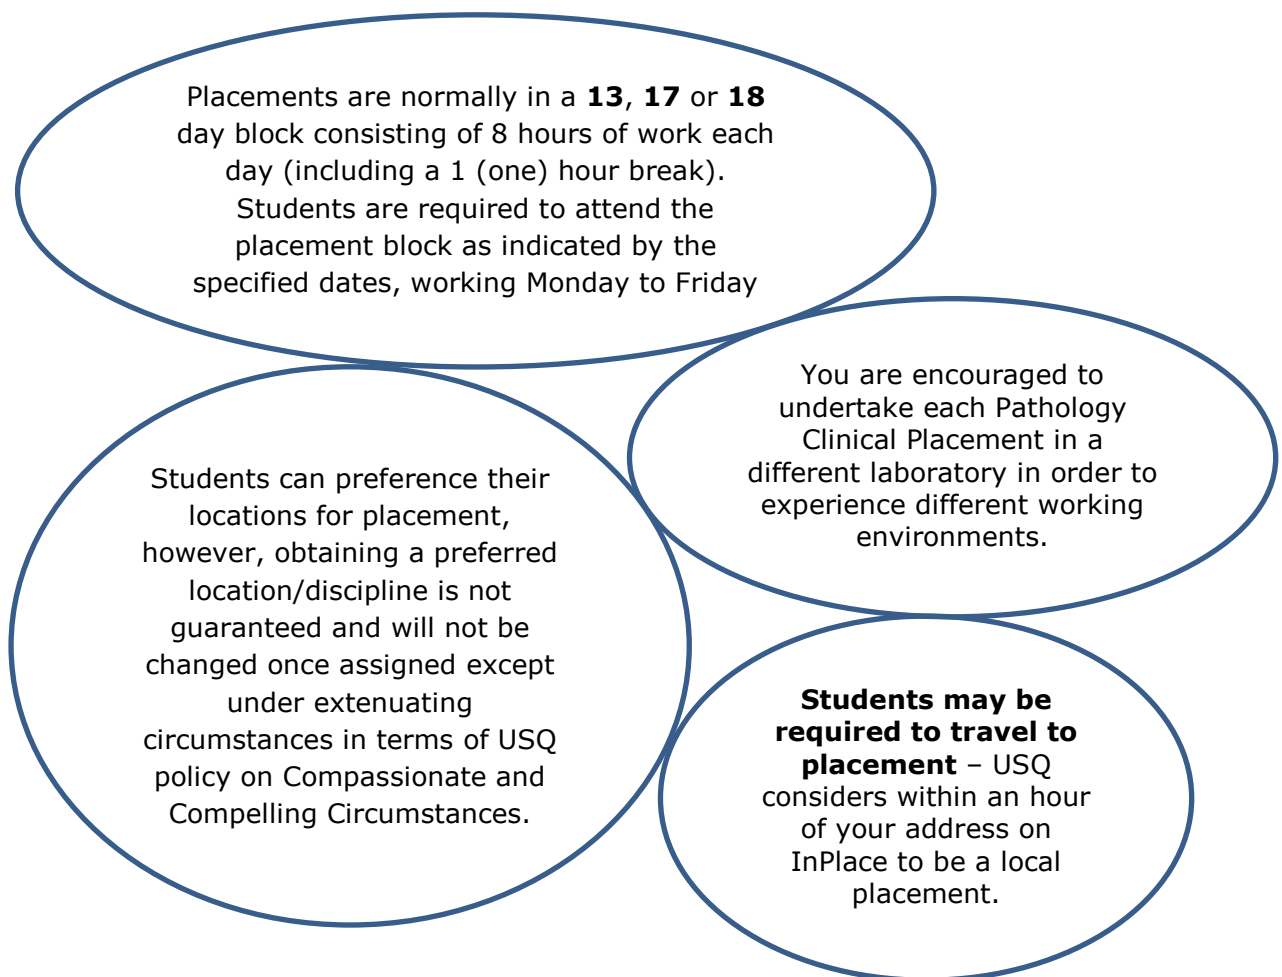 Placements are normally in a 13, 17 or 18
day block consisting of 8 hours of work each
day (including a 1 (one) hour break).
Students are required to attend the
placement block as indicated by the
specified dates, working Monday to Friday
You are encouraged to
undertake each Pathology
Clinical Placement in a
different laboratory in order to
experience different working
environments.
Students can preference their
locations for placement,
however, obtaining a preferred
location/discipline is not
guaranteed and will not be
changed once assigned except
under extenuating
circumstances in terms of USQ
policy on Compassionate and
Compelling Circumstances.
Students may be
required to travel to
placement – USQ
considers within an hour
of your address on
InPlace to be a local
placement.